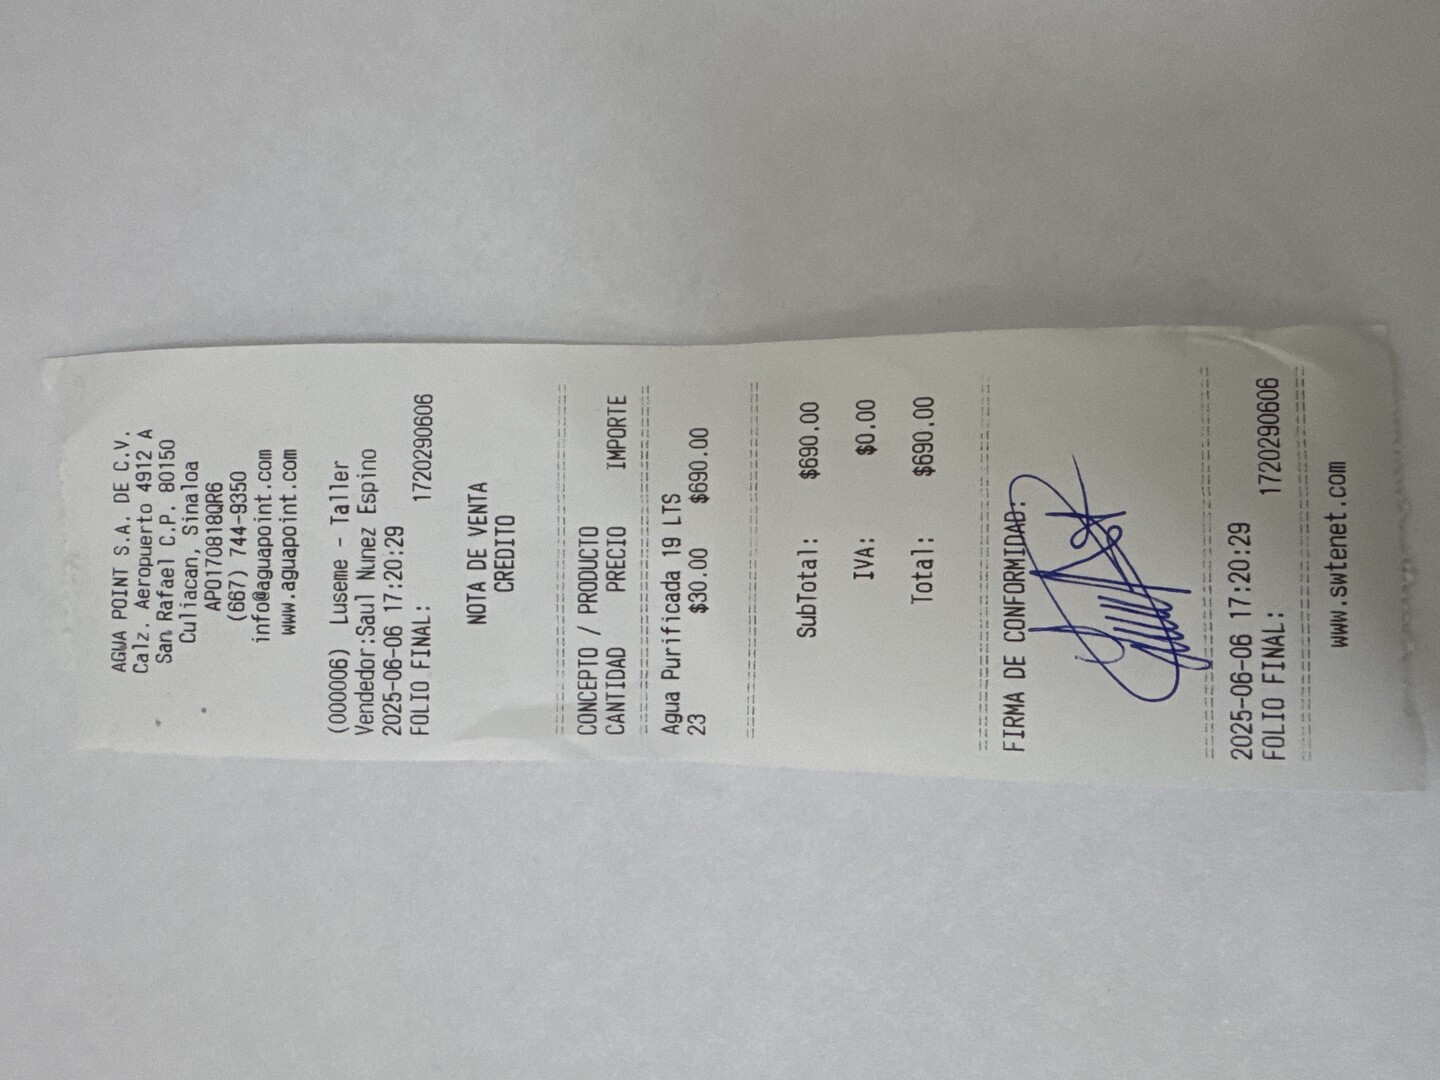 AGUA POINT S.A. DE C.V.
Calz. Aeropuerto 4912 A
San Rafael C.P. 80150
Culiacan, Sinaloa
APO170818QR6
(667) 744-9350
info@aguapoint.com
www.aguapoint.com
(000006) Luseme - Taller
Vendedor:Saul Nunez Espino
2025-06-06 17:20:29
FOLIO FINAL: 1720290606
NOTA DE VENTA
CREDITO
CONCEPTO / PRODUCTO
CANTIDAD PRECIO IMPORTE
Agua Purificada 19 LTS
23 $30.00 $690.00
SubTotal: $690.00
IVA: $0.00
Total: $690.00
FIRMA DE CONFORMIDAD:
2025-06-06 17:20:29
FOLIO FINAL: 1720290606
www.swtenet.com